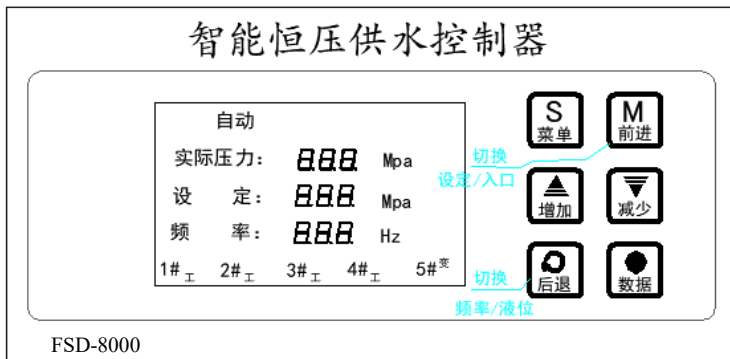 智能恒压供水控制器
自动
实际压力： 8.8.8. Mpa
设 定： 8.8.8. Mpa
频 率： 8.8.8. Hz
1#工 2#工 3#工 4#工 5#变
S
菜单
M
前进
切换
设定/入口
增加
减少
切换
频率/液位
后退
数据
FSD-8000